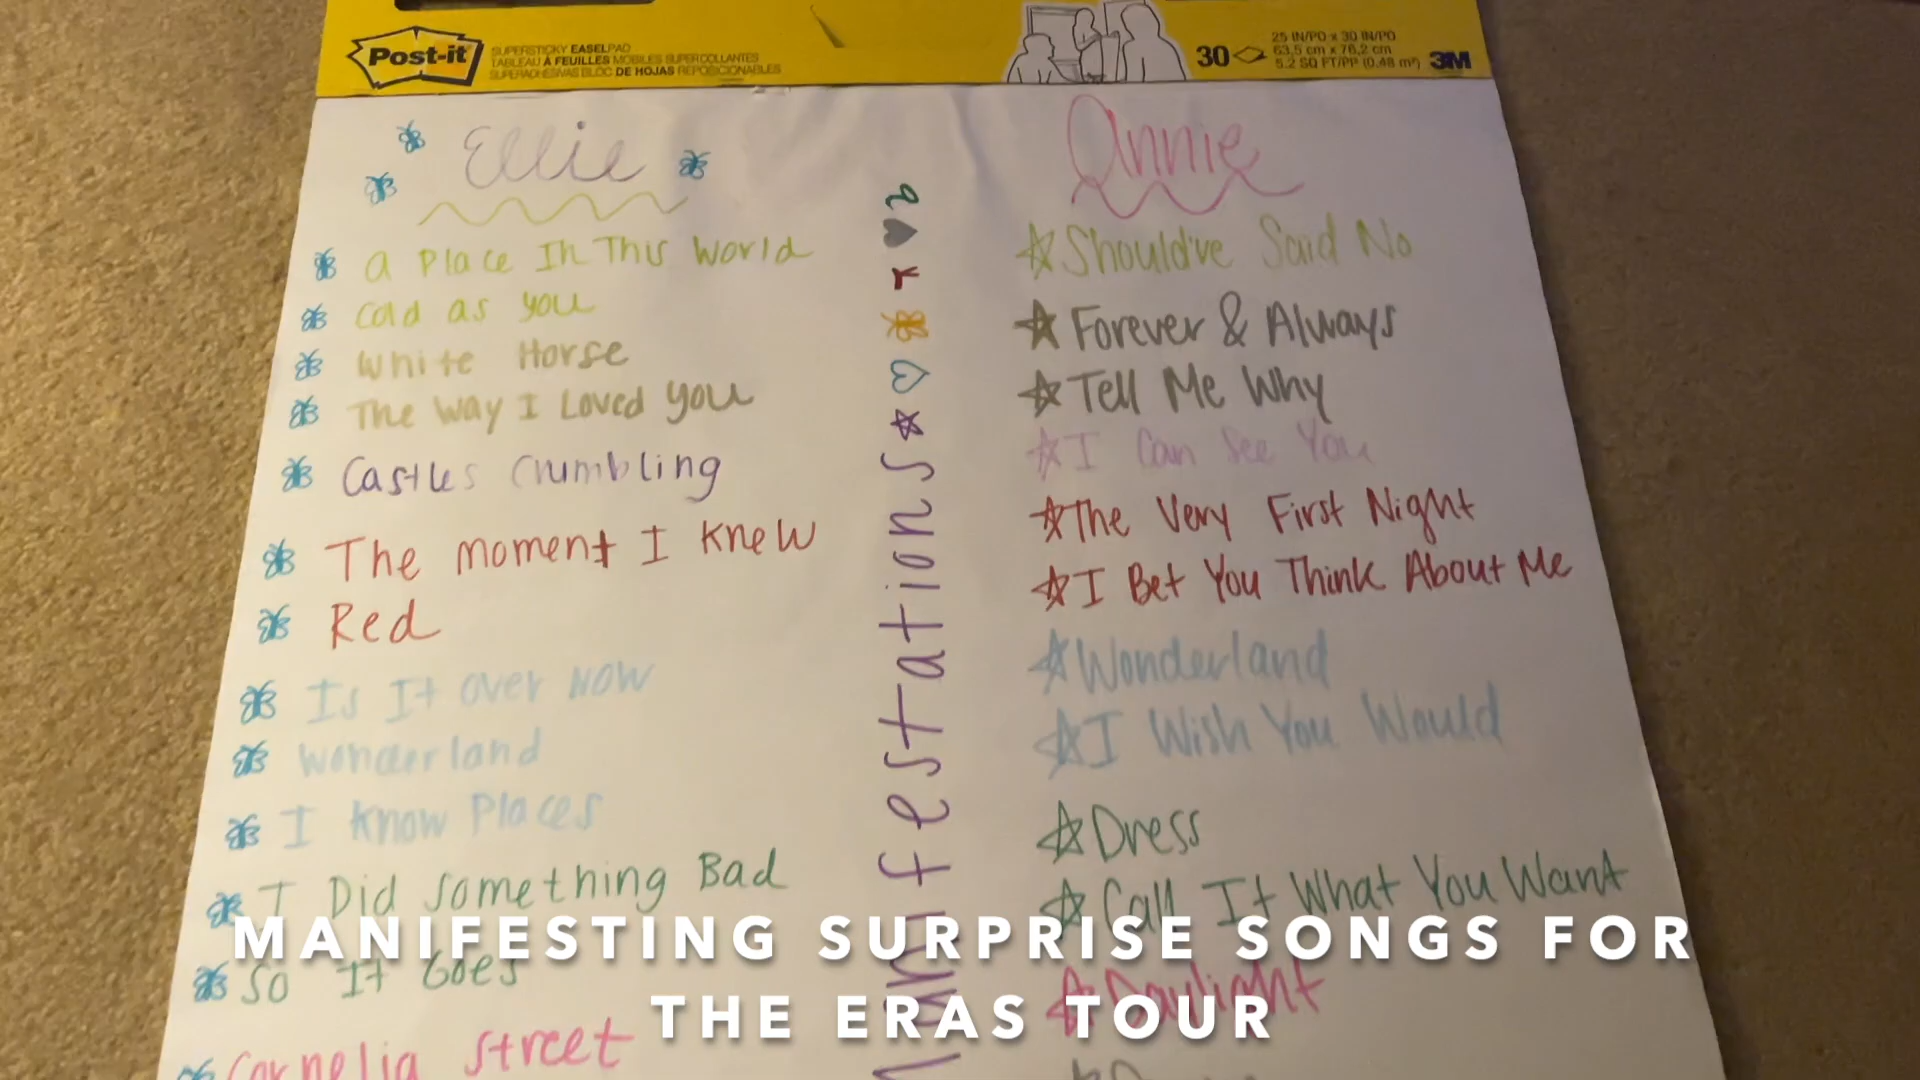 Post-it
SUPERSTICKY EASELPAD
TABLEAU À FEUILLES MOBILES SUPERCOLLANTES
SUPERADHESIVAS BLOC DE HOJAS REPOSICIONABLES
30
25 IN/PO x 30 IN/PO
63,5 cm x 76,2 cm
5.2 SQ FT/PP² (0,48 m²)
3M
Ellie
A Place In This World
Cold as you
White Horse
The Way I Loved you
Castles Crumbling
The moment I knew
Red
Is It over now
Wonderland
I know Places
I Did something Bad
So It Goes
Cornelia street
Manifestations
Annie
Should've Said No
Forever & Always
Tell Me Why
I Can See You
The Very First Night
I Bet You Think About Me
Wonderland
I Wish You Would
Dress
Call It What You Want
Daylight
MANIFESTING SURPRISE SONGS FOR
THE ERAS TOUR